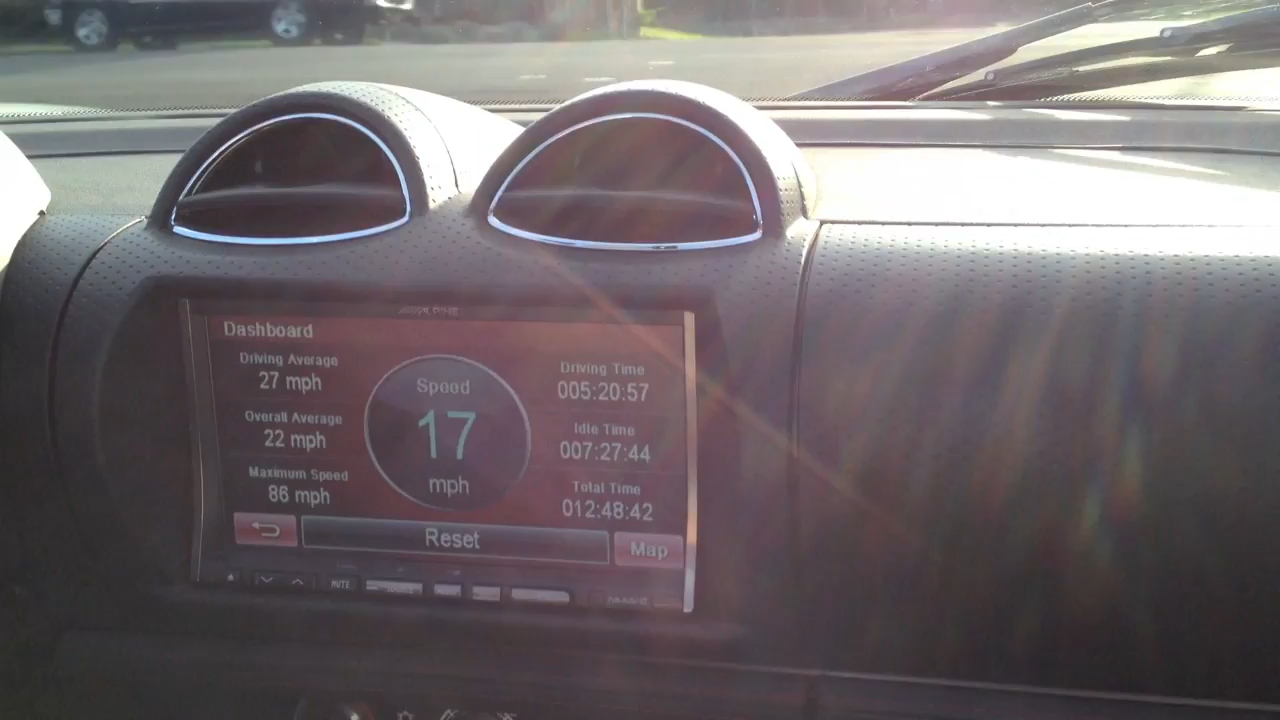 Dashboard
Driving Average
27 mph
Overall Average
22 mph
Maximum Speed
86 mph
Speed
17
mph
Driving Time
005:20:57
Idle Time
007:27:44
Total Time
012:48:42
Reset
Map
MUTE